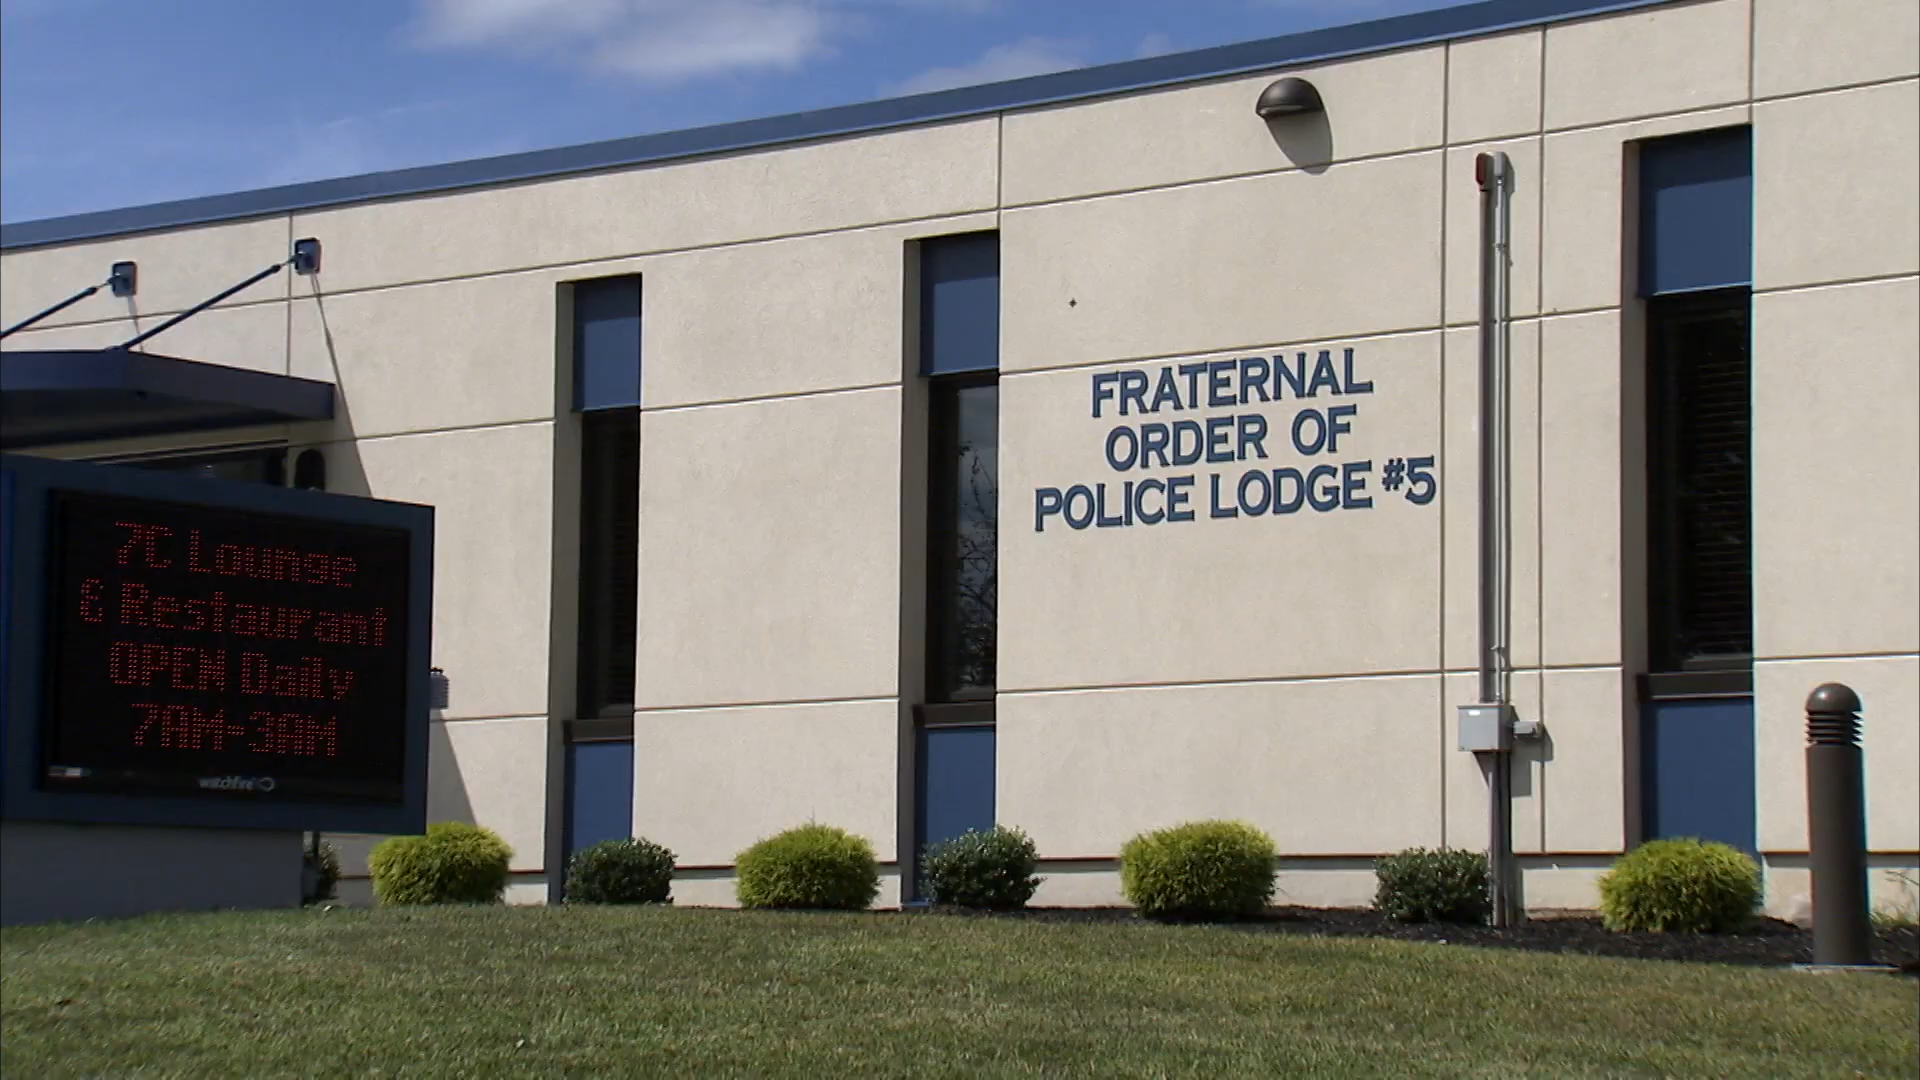 FRATERNAL
ORDER OF
POLICE LODGE #5
7C Lounge
& Restaurant
OPEN Daily
7AM-3AM
watchfire